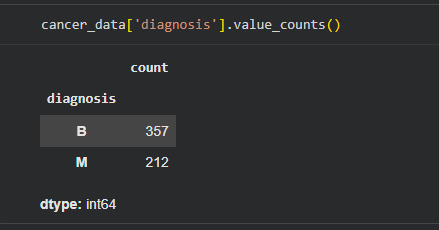 cancer_data['diagnosis'].value_counts()
count
diagnosis
B 357
M 212
dtype: int64